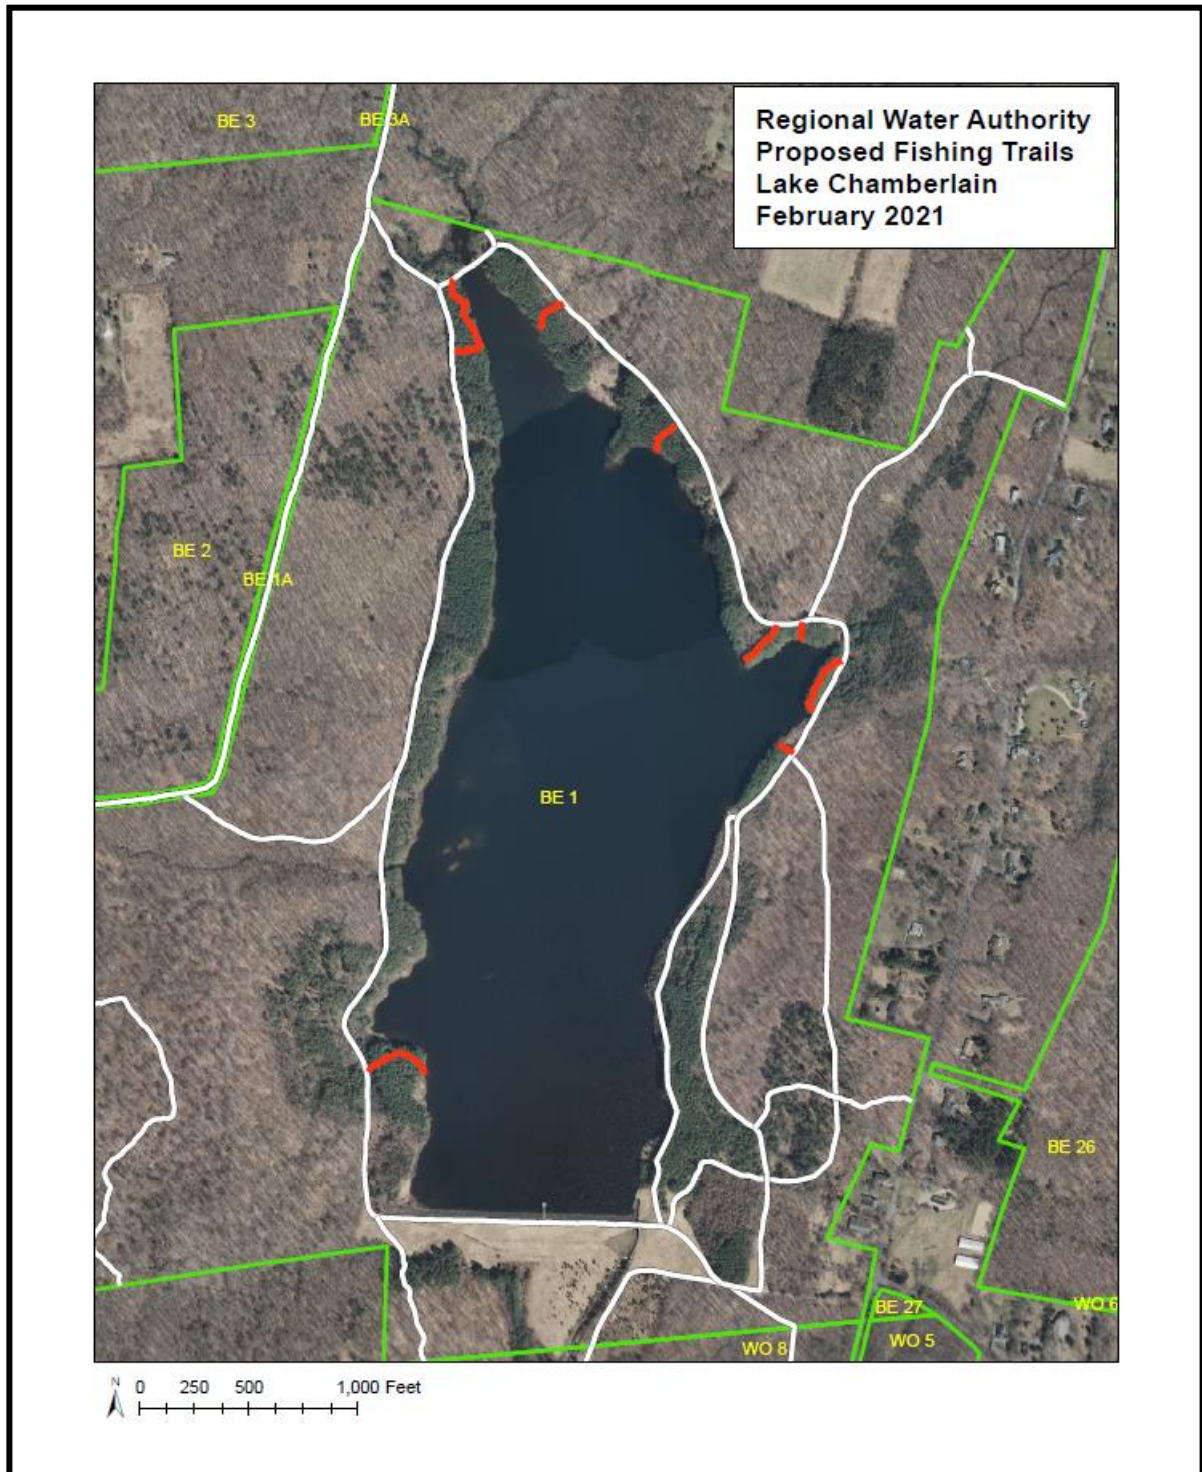 Regional Water Authority
Proposed Fishing Trails
Lake Chamberlain
February 2021
BE 3
BE 3A
BE 2
BE 1A
BE 1
BE 26
BE 27
WO 6
WO 5
WO 8
N
0 250 500 1,000 Feet